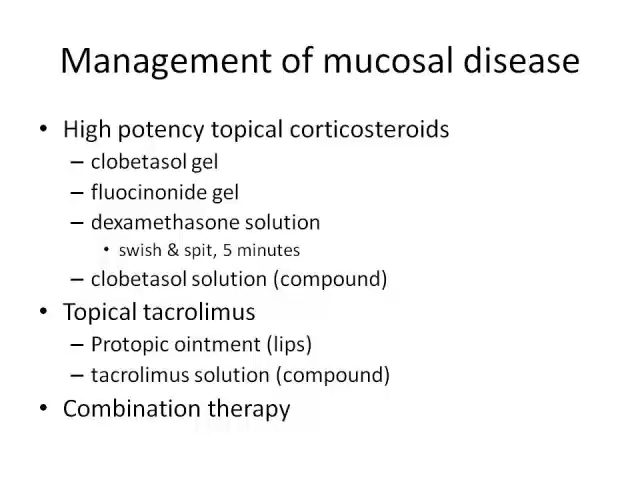 Management of mucosal disease
• High potency topical corticosteroids
– clobetasol gel
– fluocinonide gel
– dexamethasone solution
• swish & spit, 5 minutes
– clobetasol solution (compound)
• Topical tacrolimus
– Protopic ointment (lips)
– tacrolimus solution (compound)
• Combination therapy